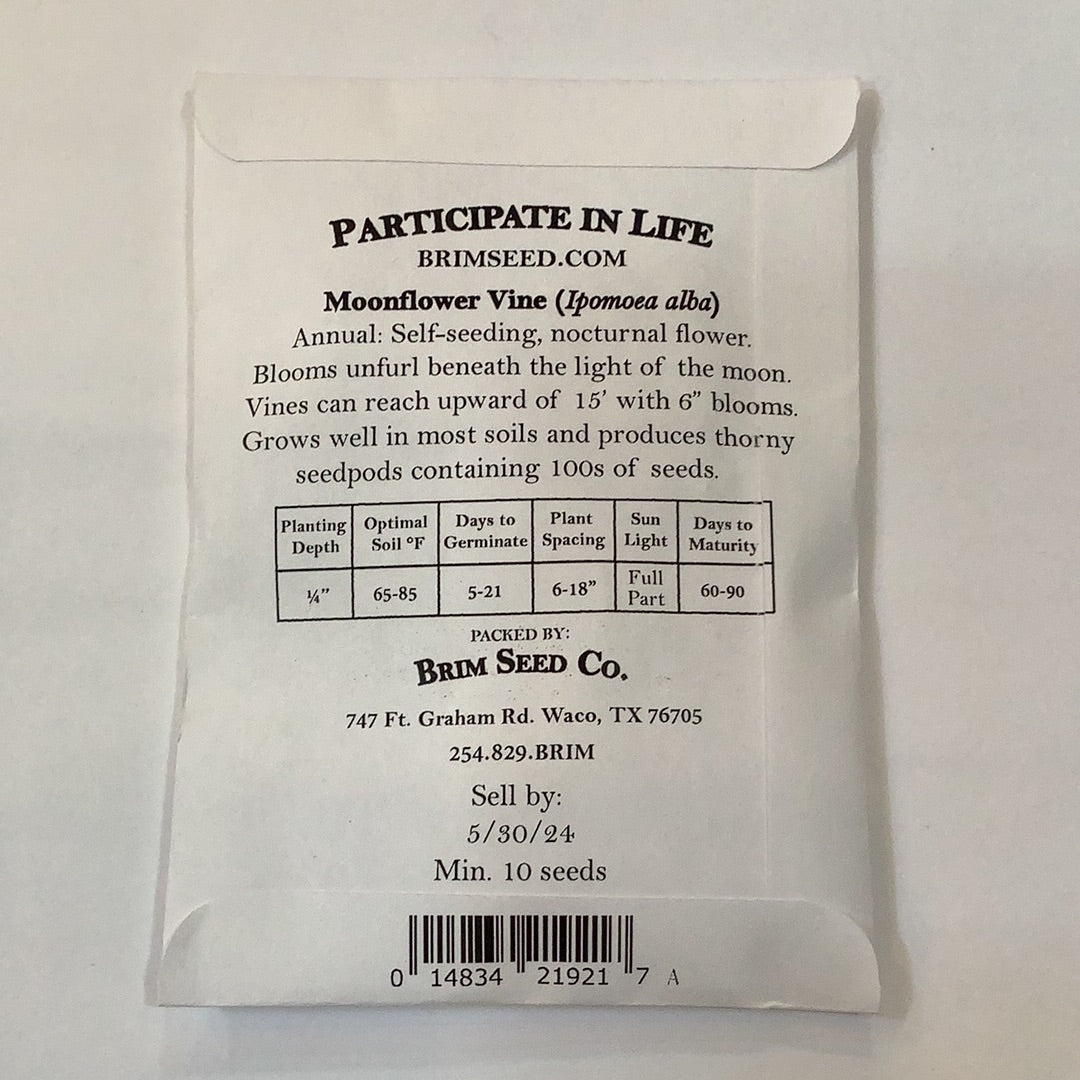 PARTICIPATE IN LIFE
BRIMSEED.COM
Moonflower Vine (Ipomoea alba)
Annual: Self-seeding, nocturnal flower.
Blooms unfurl beneath the light of the moon.
Vines can reach upward of 15' with 6” blooms.
Grows well in most soils and produces thorny
seedpods containing 100s of seeds.
Planting Depth Optimal Soil °F Days to Germinate Plant Spacing Sun Light Days to Maturity
¼” 65-85 5-21 6-18” Full Part 60-90
PACKED BY:
BRIM SEED CO.
747 Ft. Graham Rd. Waco, TX 76705
254.829.BRIM
Sell by:
5/30/24
Min. 10 seeds
0 14834 21921 7 A